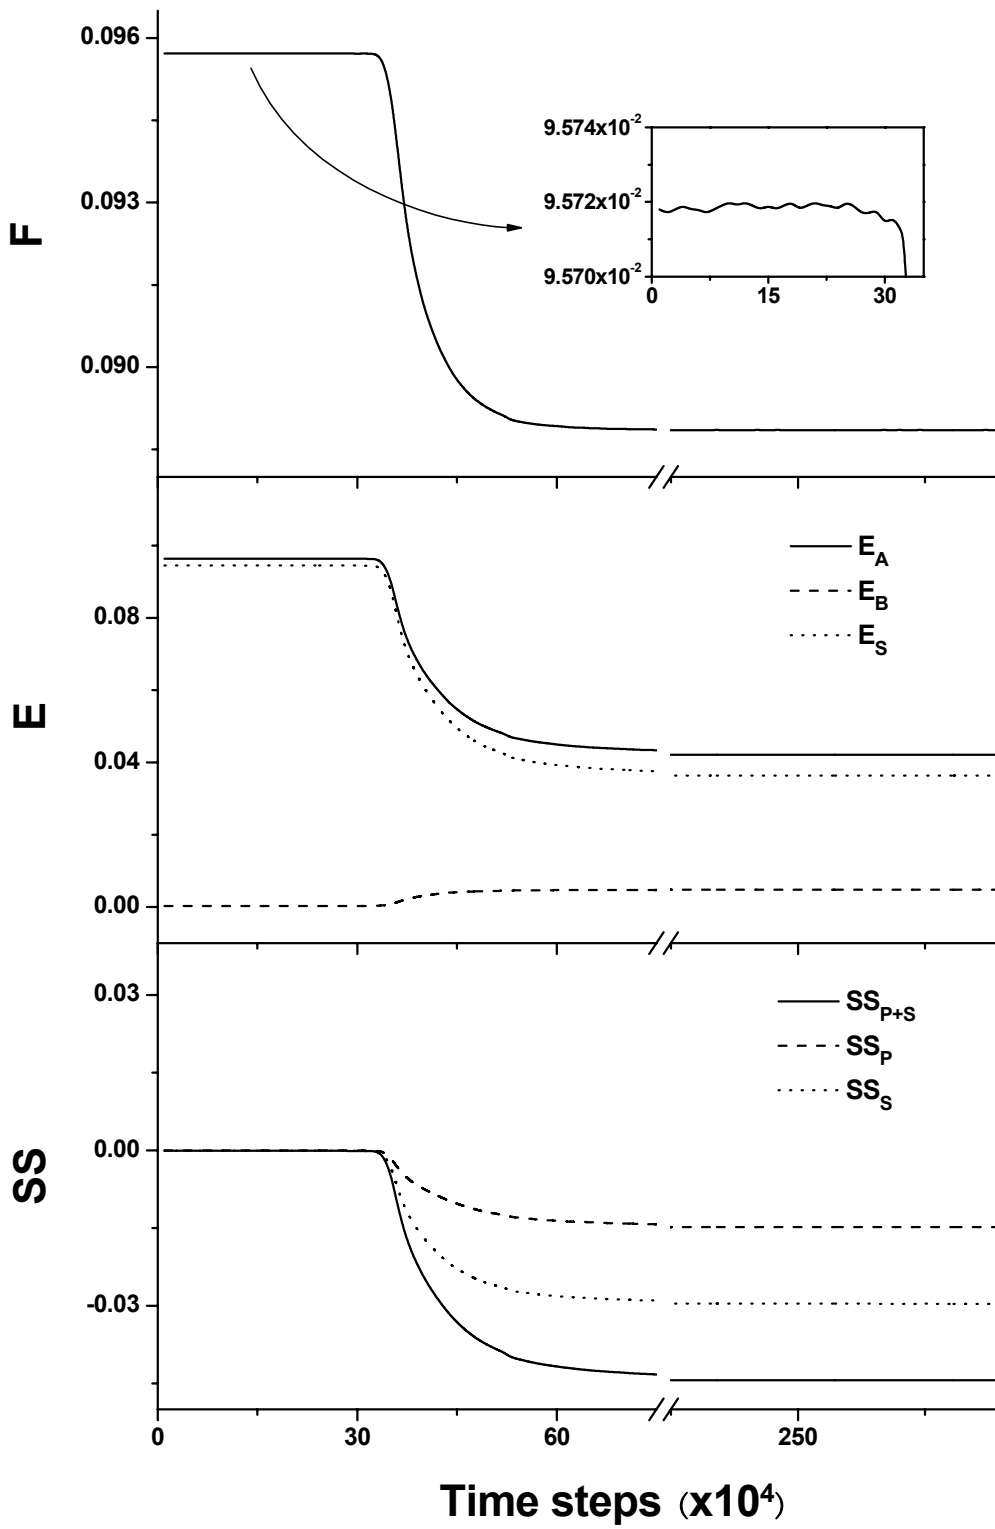 0.096
0.093
0.090
F
9.574x10⁻²
9.572x10⁻²
9.570x10⁻²
0 15 30
E_A
E_B
E_S
0.08
0.04
0.00
E
SS_P+S
SS_P
SS_S
0.03
0.00
-0.03
SS
0 30 60 250
Time steps (x10⁴)